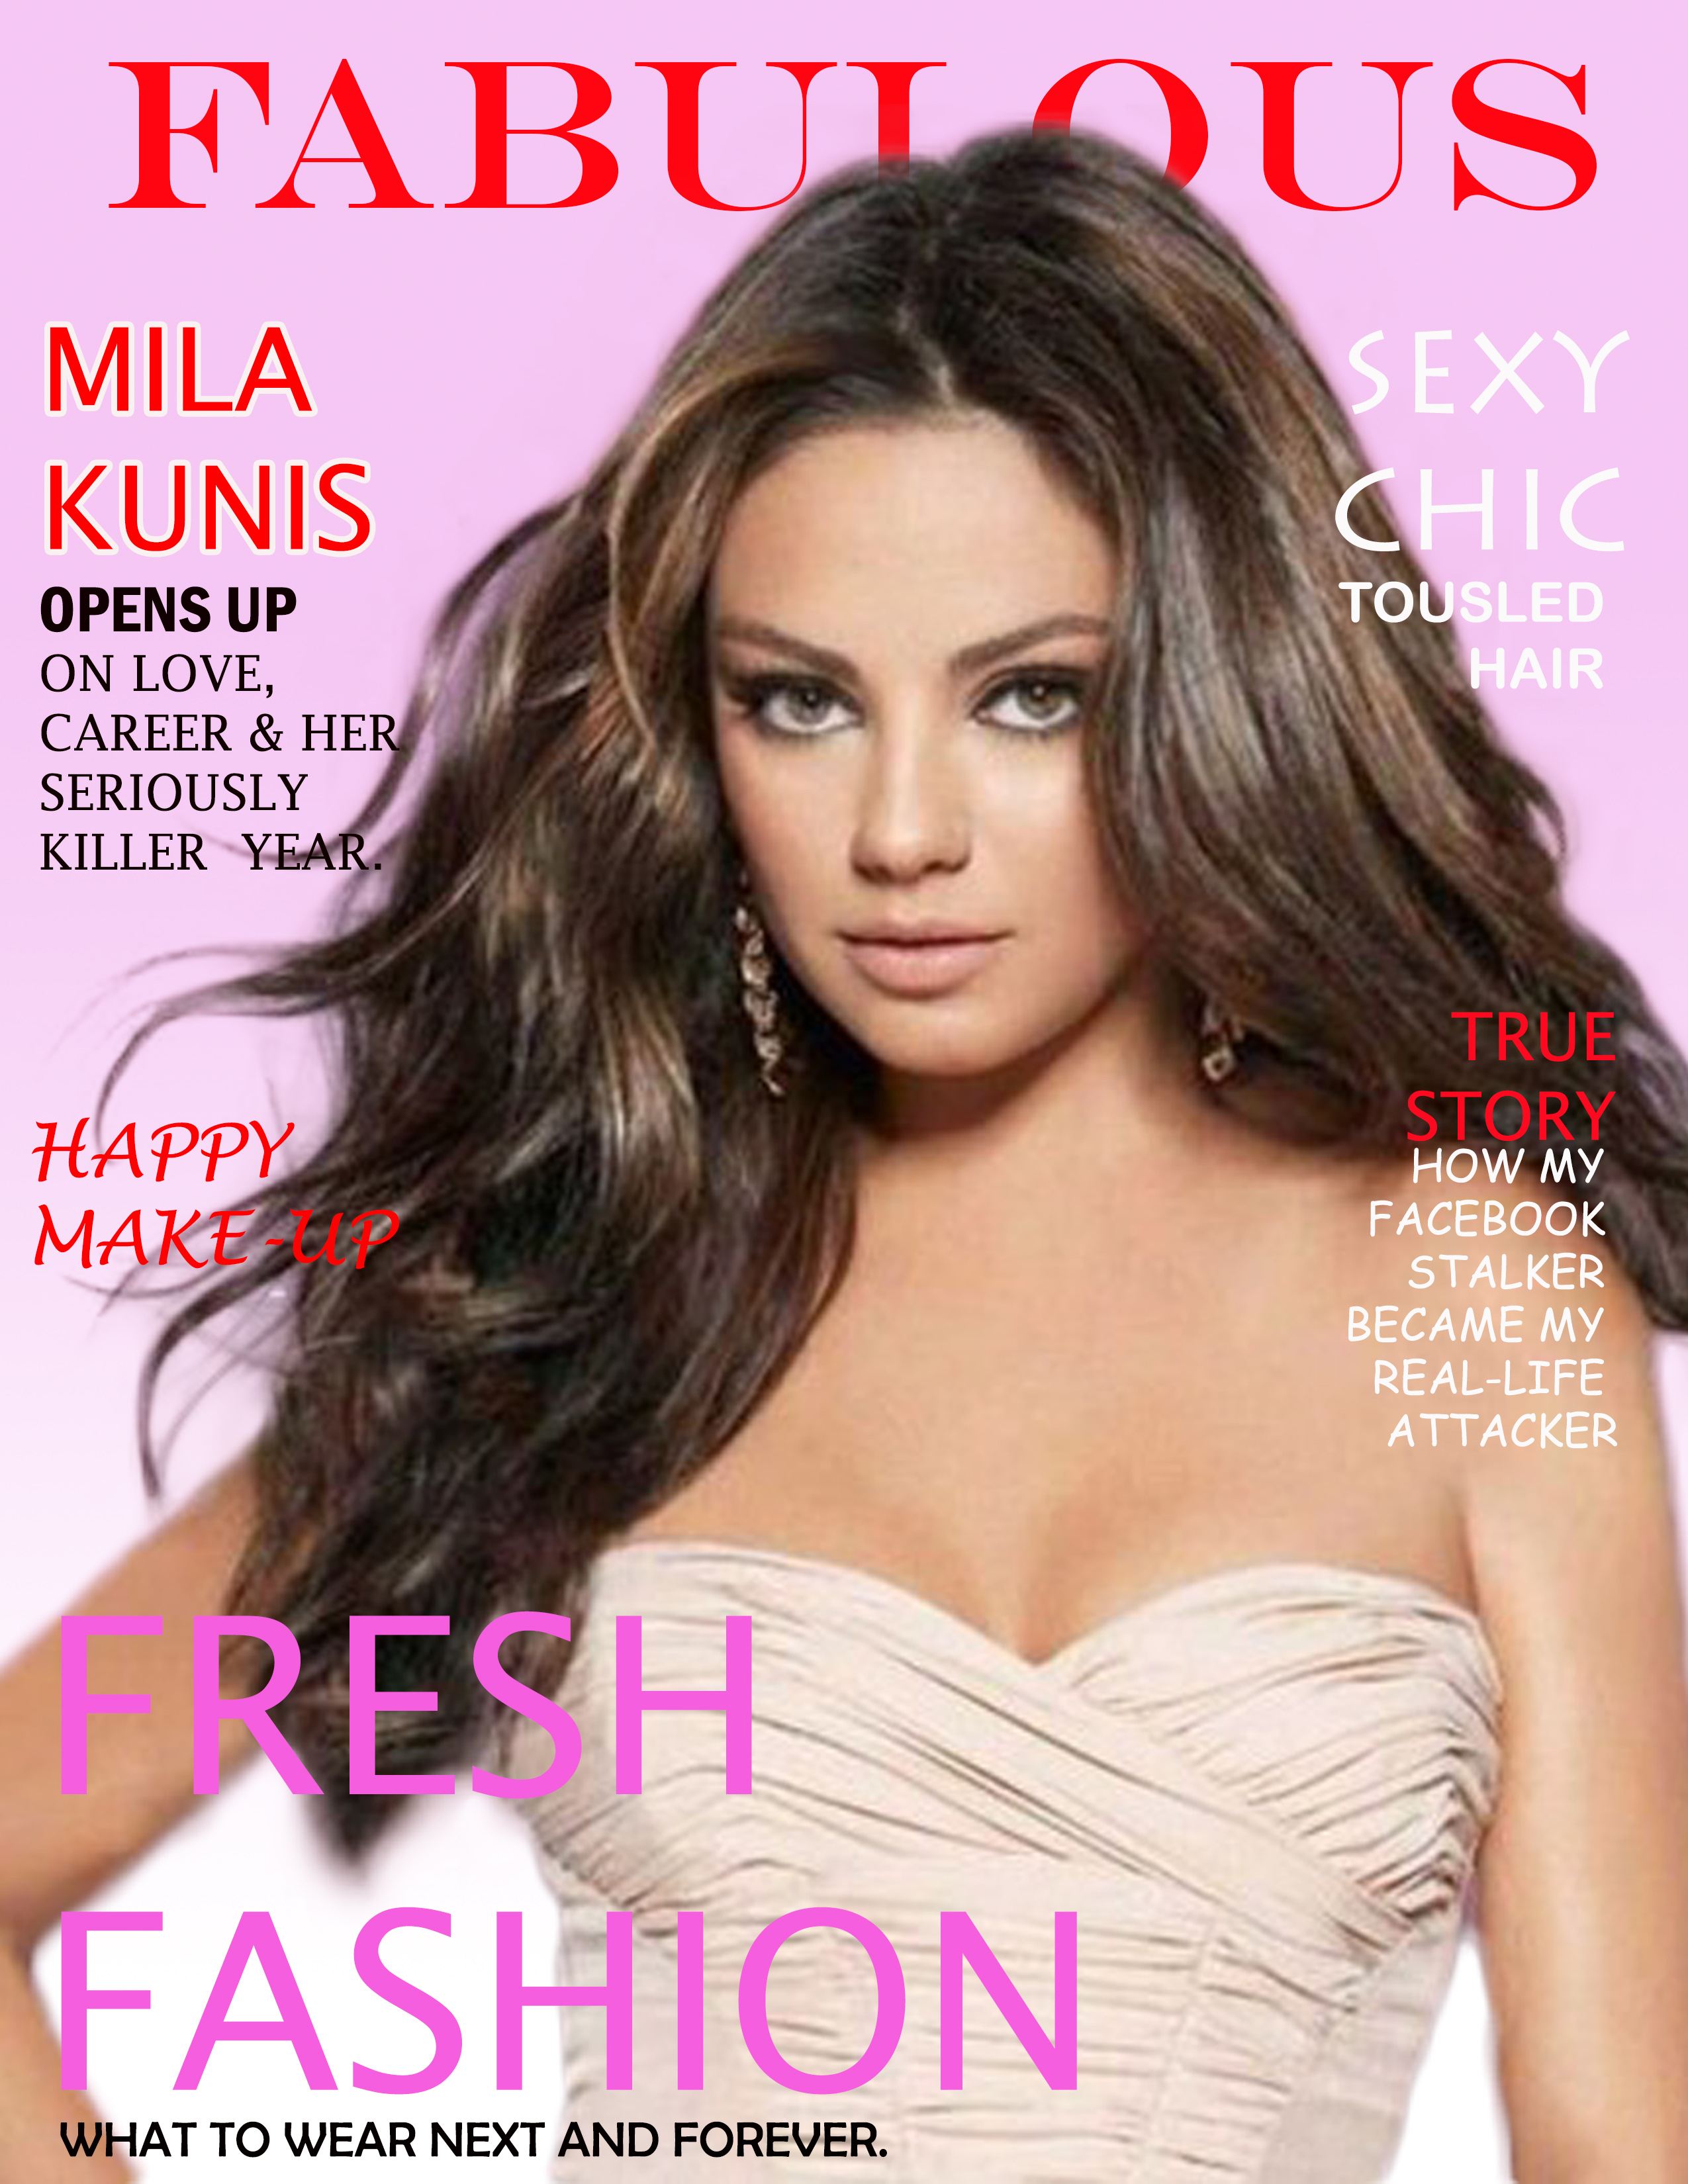 FABULOUS
MILA
KUNIS
OPENS UP
ON LOVE,
CAREER & HER
SERIOUSLY
KILLER YEAR.
SEXY
CHIC
TOUSLED
HAIR
TRUE
STORY
HOW MY
FACEBOOK
STALKER
BECAME MY
REAL-LIFE
ATTACKER
HAPPY
MAKE-UP
FRESH
FASHION
WHAT TO WEAR NEXT AND FOREVER.